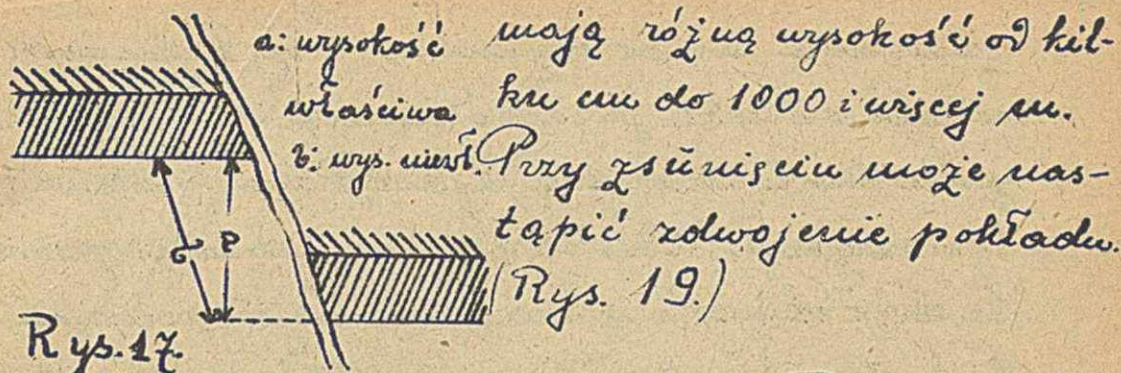 a: wysokość
właściwa
b: wys. niewł.
mają różną wysokość od kil-
ku cm do 1000 i więcej m.
Przy zsunięciu może nas-
tąpić zdwojenie pokładu.
(Rys. 19.)
b a
Rys. 17.